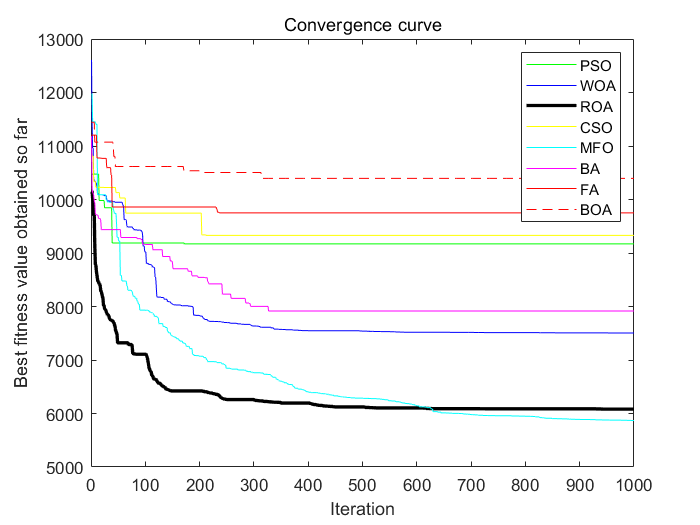 Convergence curve
13000
12000
11000
10000
9000
8000
7000
6000
5000
Best fitness value obtained so far
PSO
WOA
ROA
CSO
MFO
BA
FA
BOA
0 100 200 300 400 500 600 700 800 900 1000
Iteration